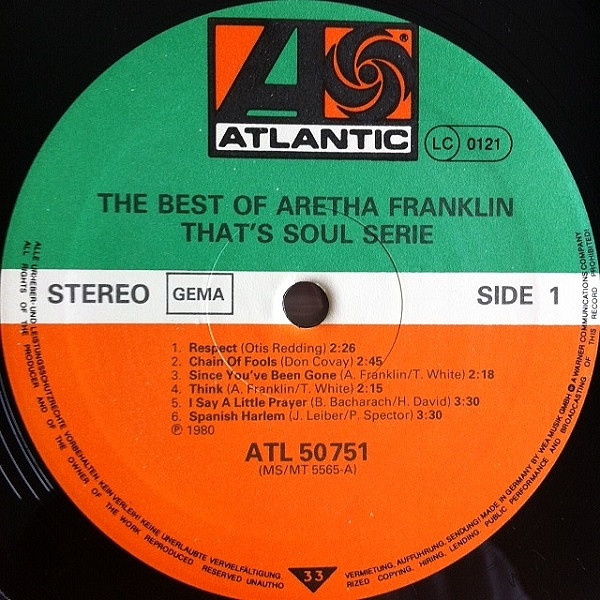 ATLANTIC
®
LC 0121
THE BEST OF ARETHA FRANKLIN
THAT'S SOUL SERIE
STEREO GEMA SIDE 1
1. Respect (Otis Redding) 2:26
2. Chain Of Fools (Don Covay) 2:45
3. Since You've Been Gone (A. Franklin/T. White) 2:18
4. Think (A. Franklin/T. White) 2:15
5. I Say A Little Prayer (B. Bacharach/H. David) 3:30
6. Spanish Harlem (J. Leiber/P. Spector) 3:30
℗ 1980
ATL 50 751
(MS/MT 5565-A)
ALLE URHEBER- UND LEISTUNGSSCHUTZRECHTE VORBEHALTEN. KEIN VERLEIH! KEINE UNERLAUBTE VERVIELFÄLTIGUNG, VERMIETUNG, AUFFÜHRUNG, SENDUNG! MADE IN GERMANY BY WEA MUSIK GMBH A WARNER COMMUNICATIONS COMPANY
ALL RIGHTS OF THE PRODUCER AND OF THE OWNER OF THE WORK REPRODUCED RESERVED UNAUTHORIZED COPYING, HIRING, LENDING, PUBLIC PERFORMANCE AND BROADCASTING OF THIS RECORD PROHIBITED!
33